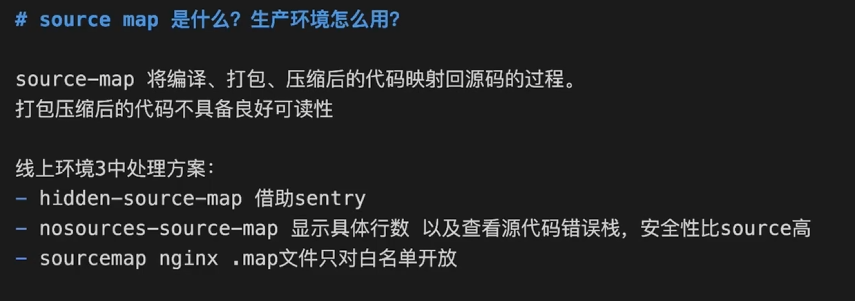 # source map 是什么？生产环境怎么用？
source-map 将编译、打包、压缩后的代码映射回源码的过程。
打包压缩后的代码不具备良好可读性
线上环境3中处理方案：
- hidden-source-map 借助sentry
- nosources-source-map 显示具体行数 以及查看源代码错误栈，安全性比source高
- sourcemap nginx .map文件只对白名单开放